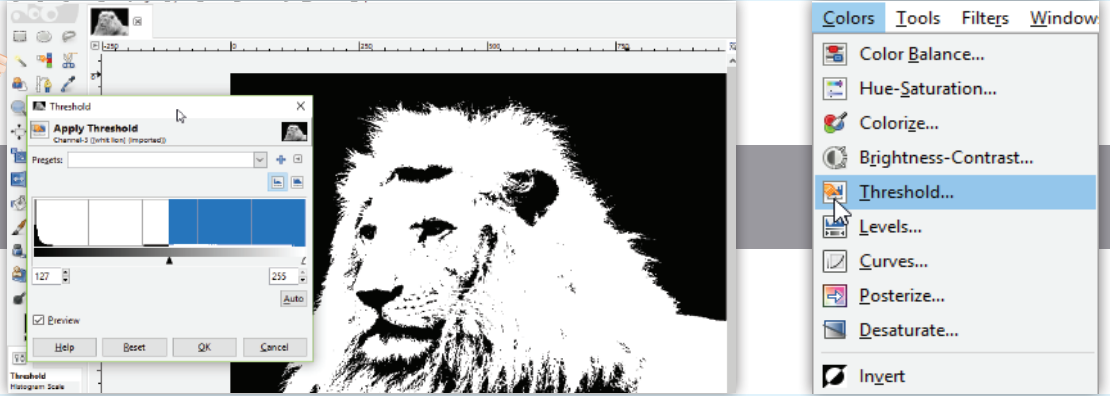 -250 0 250 500 750
Threshold
Apply Threshold
Channel-3 ([whit lion] (imported))
Presets:
127 255
Auto
Preview
Help Reset OK Cancel
Threshold
Histogram Scale
Colors Tools Filters Window
Color Balance...
Hue-Saturation...
Colorize...
Brightness-Contrast...
Threshold...
Levels...
Curves...
Posterize...
Desaturate...
Invert